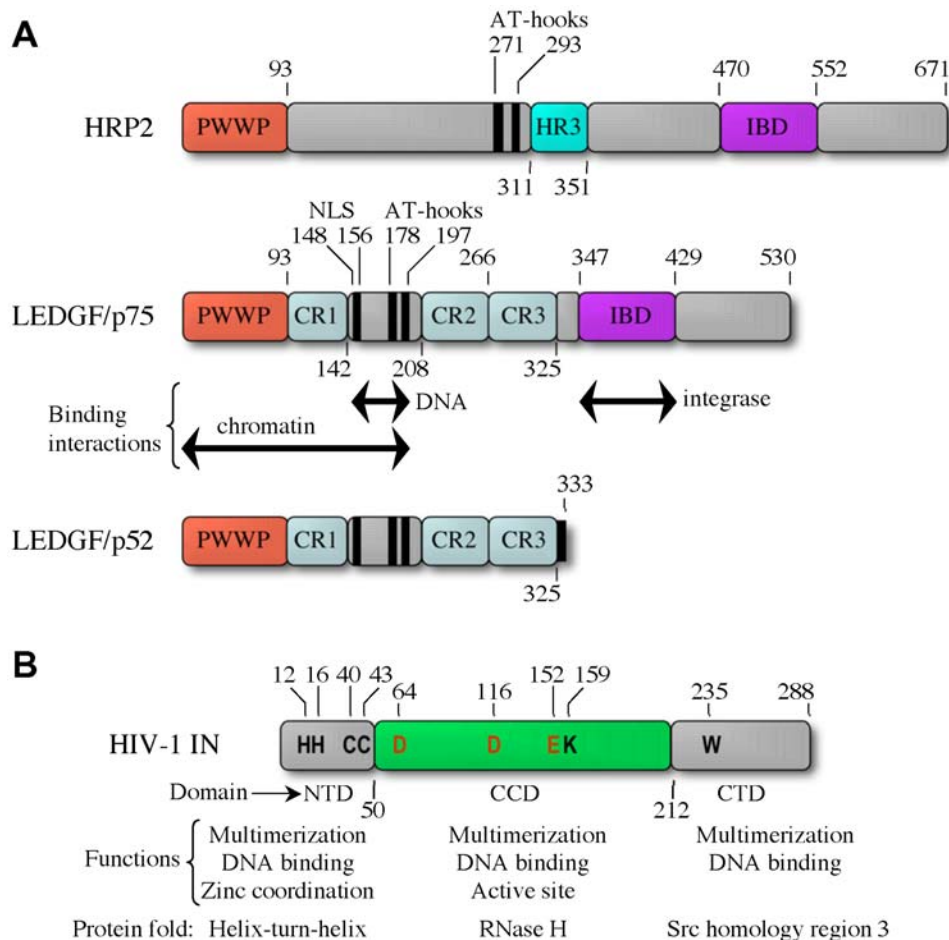 A
AT-hooks
93 271 293 470 552 671
HRP2 PWWP HR3 IBD
311 351
NLS AT-hooks
93 148 156 178 197 266 347 429 530
LEDGF/p75 PWWP CR1 CR2 CR3 IBD
142 208 325
DNA integrase
Binding
interactions
chromatin
333
LEDGF/p52 PWWP CR1 CR2 CR3
325
B
12 16 40 43 64 116 152 159 235 288
HIV-1 IN HH CC D D E K W
Domain NTD 50 CCD 212 CTD
Functions
Multimerization Multimerization Multimerization
DNA binding DNA binding DNA binding
Zinc coordination Active site
Protein fold: Helix-turn-helix RNase H Src homology region 3